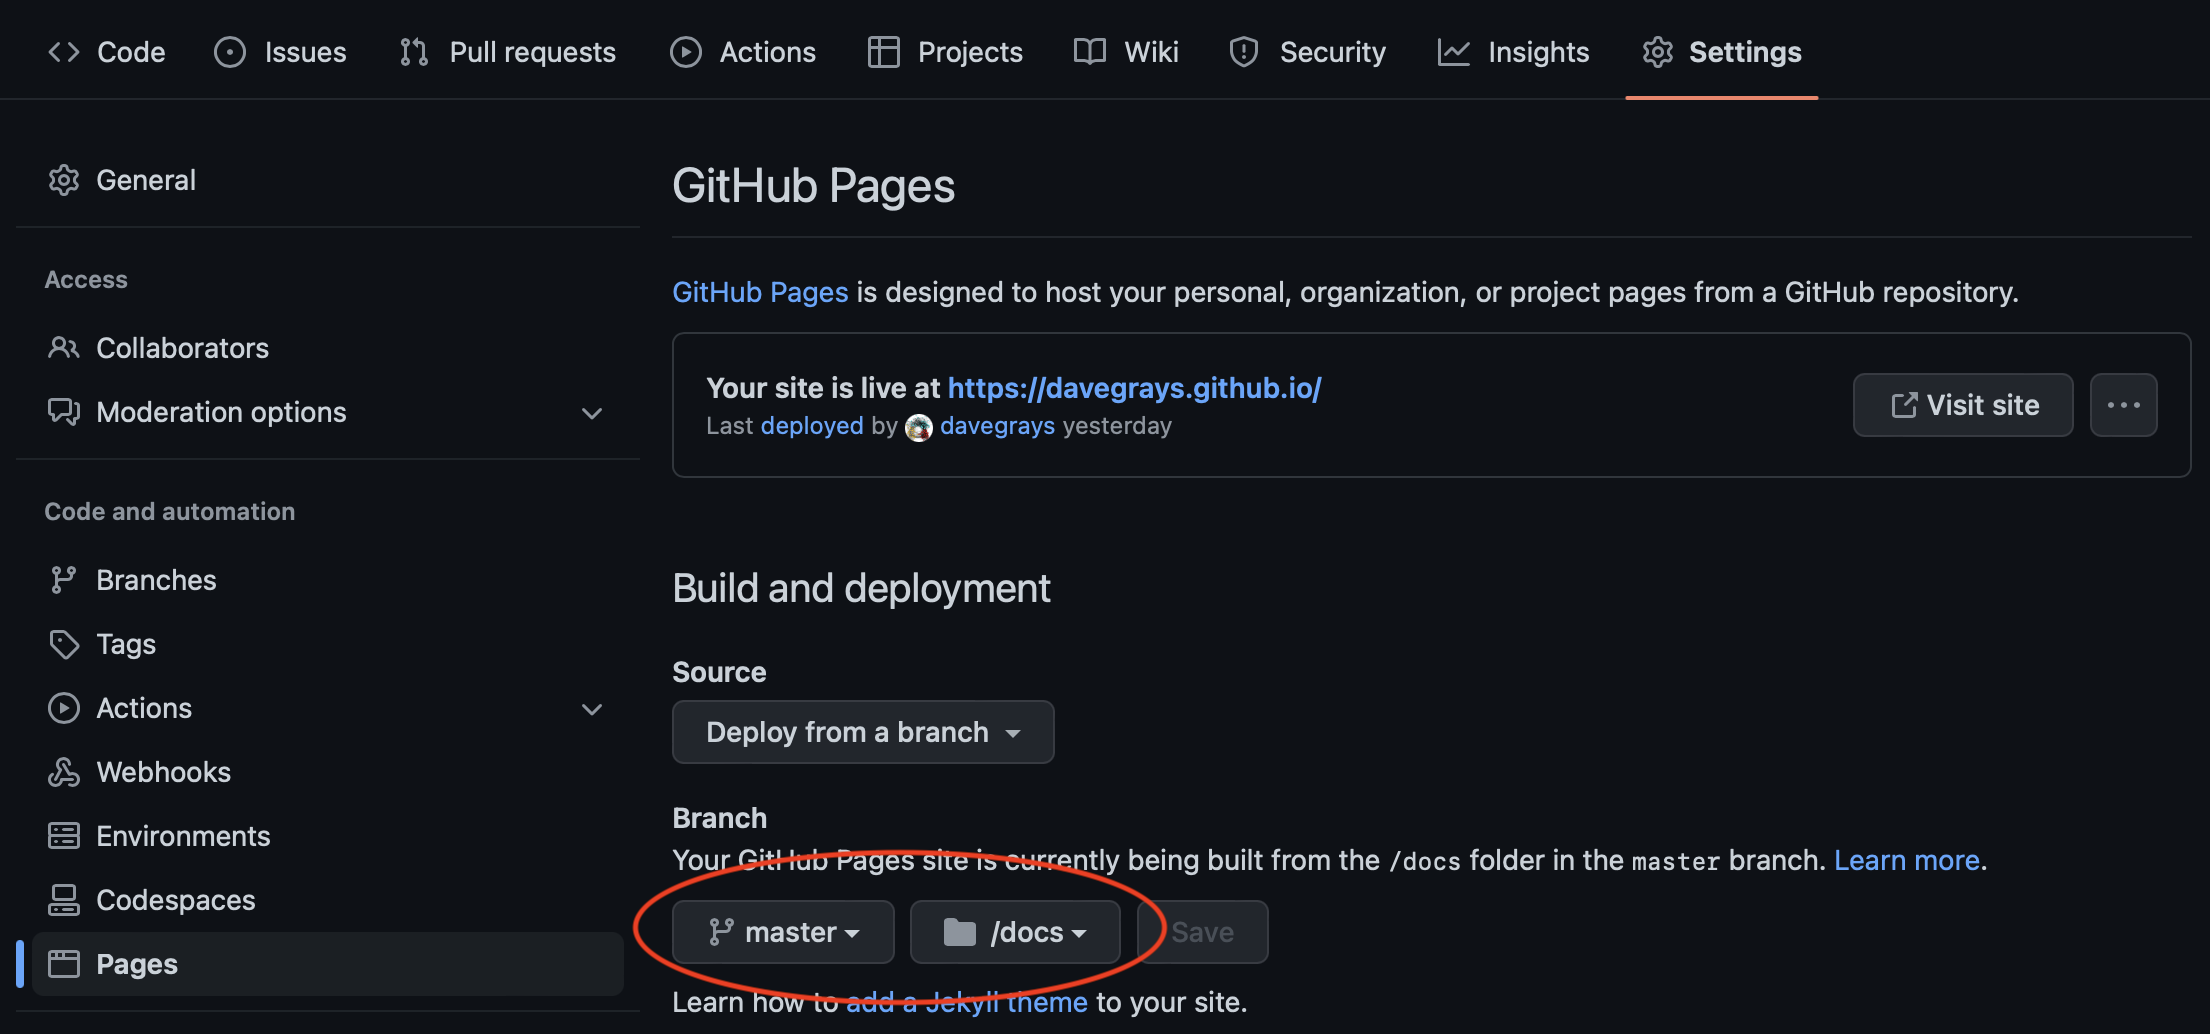 Code Issues Pull requests Actions Projects Wiki Security Insights Settings
General
Access
Collaborators
Moderation options
Code and automation
Branches
Tags
Actions
Webhooks
Environments
Codespaces
Pages
GitHub Pages
GitHub Pages is designed to host your personal, organization, or project pages from a GitHub repository.
Your site is live at https://davegrays.github.io/
Last deployed by davegrays yesterday
Visit site
Build and deployment
Source
Deploy from a branch
Branch
Your GitHub Pages site is currently being built from the /docs folder in the master branch. Learn more.
master /docs Save
Learn how to add a Jekyll theme to your site.